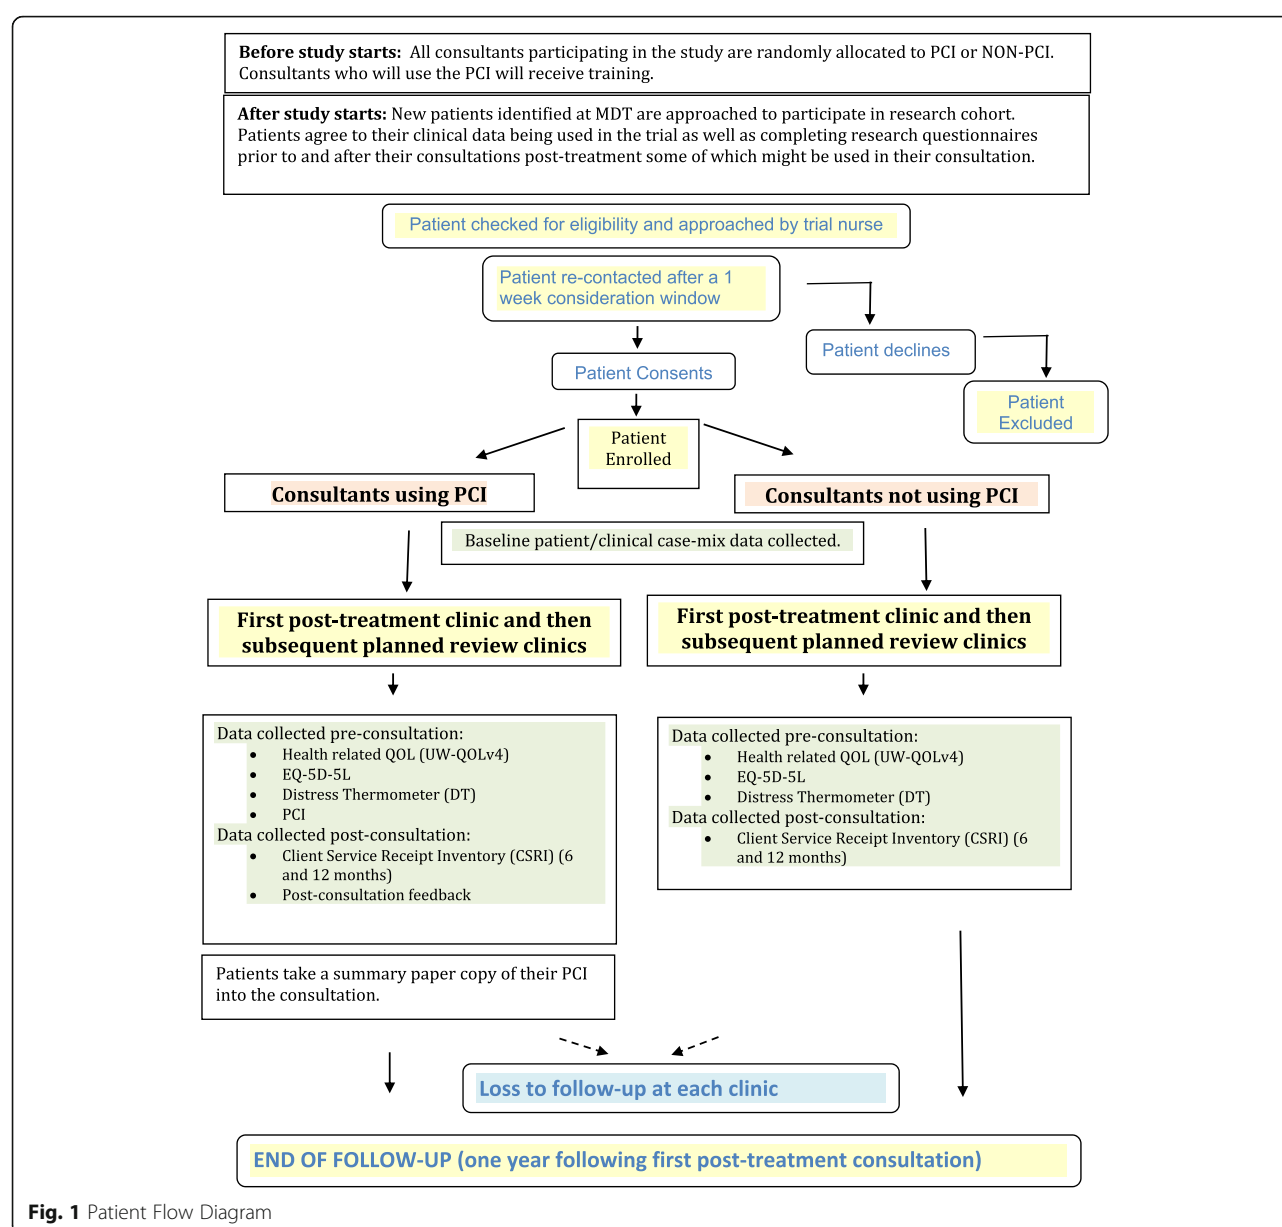 Before study starts: All consultants participating in the study are randomly allocated to PCI or NON-PCI.
Consultants who will use the PCI will receive training.
After study starts: New patients identified at MDT are approached to participate in research cohort.
Patients agree to their clinical data being used in the trial as well as completing research questionnaires
prior to and after their consultations post-treatment some of which might be used in their consultation.
Patient checked for eligibility and approached by trial nurse
Patient re-contacted after a 1
week consideration window
Patient declines
Patient Consents
Patient
Excluded
Patient
Enrolled
Consultants using PCI
Consultants not using PCI
Baseline patient/clinical case-mix data collected.
First post-treatment clinic and then
subsequent planned review clinics
First post-treatment clinic and then
subsequent planned review clinics
Data collected pre-consultation:
• Health related QOL (UW-QOLv4)
• EQ-5D-5L
• Distress Thermometer (DT)
• PCI
Data collected post-consultation:
• Client Service Receipt Inventory (CSRI) (6
and 12 months)
• Post-consultation feedback
Data collected pre-consultation:
• Health related QOL (UW-QOLv4)
• EQ-5D-5L
• Distress Thermometer (DT)
Data collected post-consultation:
• Client Service Receipt Inventory (CSRI) (6
and 12 months)
Patients take a summary paper copy of their PCI
into the consultation.
Loss to follow-up at each clinic
END OF FOLLOW-UP (one year following first post-treatment consultation)
Fig. 1 Patient Flow Diagram